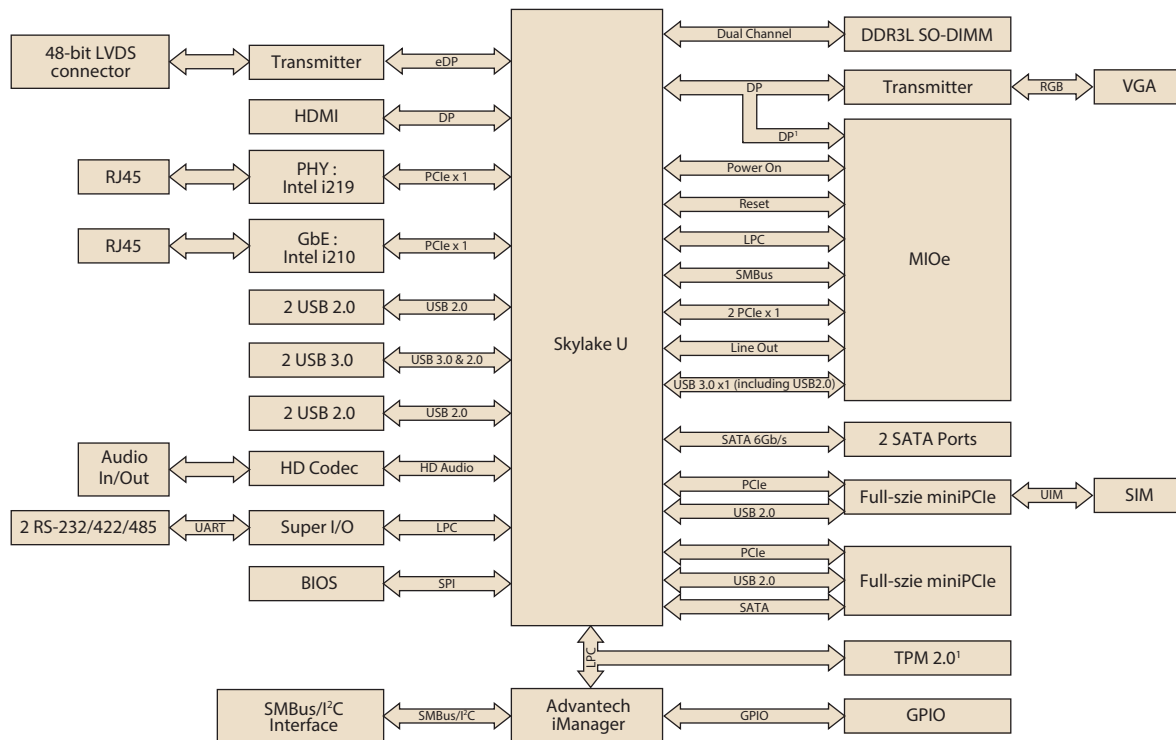 48-bit LVDS
connector
Transmitter
eDP
HDMI
DP
RJ45
PHY :
Intel i219
PCIe x 1
RJ45
GbE :
Intel i210
PCIe x 1
2 USB 2.0
USB 2.0
2 USB 3.0
USB 3.0 & 2.0
2 USB 2.0
USB 2.0
Audio
In/Out
HD Codec
HD Audio
2 RS-232/422/485
UART
Super I/O
LPC
BIOS
SPI
Skylake U
Dual Channel
DDR3L SO-DIMM
DP
Transmitter
RGB
VGA
DP¹
Power On
Reset
LPC
SMBus
2 PCIe x 1
Line Out
USB 3.0 x1 (including USB2.0)
MIOe
SATA 6Gb/s
2 SATA Ports
PCIe
USB 2.0
Full-szie miniPCIe
UIM
SIM
PCIe
USB 2.0
SATA
Full-szie miniPCIe
LPC
TPM 2.0¹
SMBus/I²C
Interface
SMBus/I²C
Advantech
iManager
GPIO
GPIO